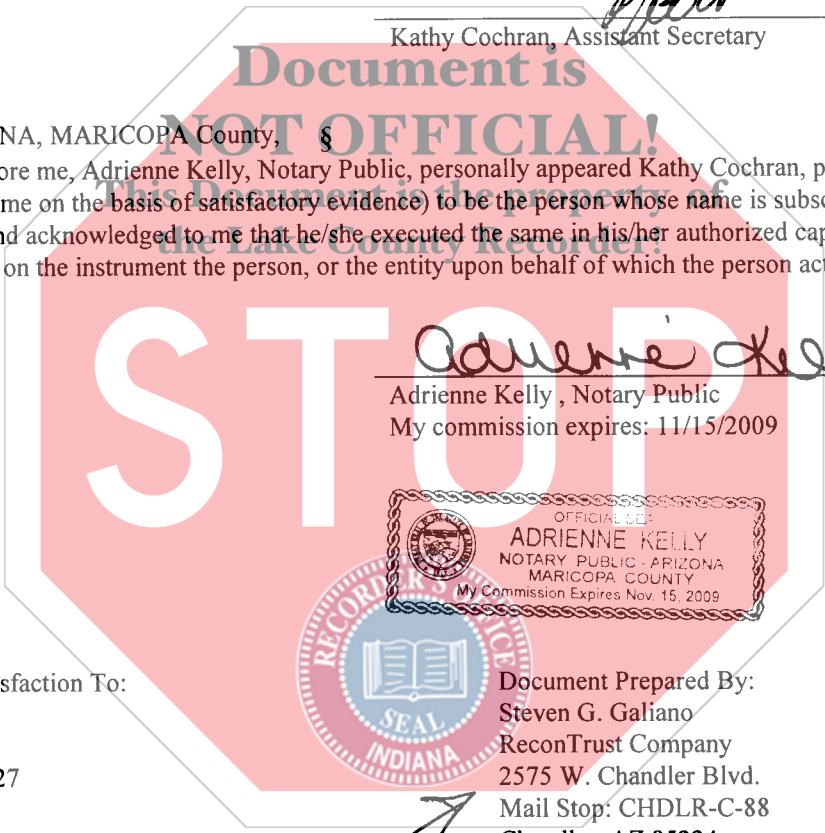 Kathy Cochran, Assistant Secretary
Document is
NA, MARICOPA County, §
NOT OFFICIAL!
ore me, Adrienne Kelly, Notary Public, personally appeared Kathy Cochran, p
This Document is the property of
me on the basis of satisfactory evidence) to be the person whose name is subsc
the Lake County Recorder!
nd acknowledged to me that he/she executed the same in his/her authorized cap
on the instrument the person, or the entity upon behalf of which the person act
STOP
Adrienne Kel
Adrienne Kelly , Notary Public
My commission expires: 11/15/2009
OFFICIAL SEA
ADRIENNE KELLY
NOTARY PUBLIC - ARIZONA
MARICOPA COUNTY
My Commission Expires Nov. 15, 2009
RECORDER'S OFFICE
SEAL
INDIANA
sfaction To:
27
Document Prepared By:
Steven G. Galiano
ReconTrust Company
2575 W. Chandler Blvd.
Mail Stop: CHDLR-C-88